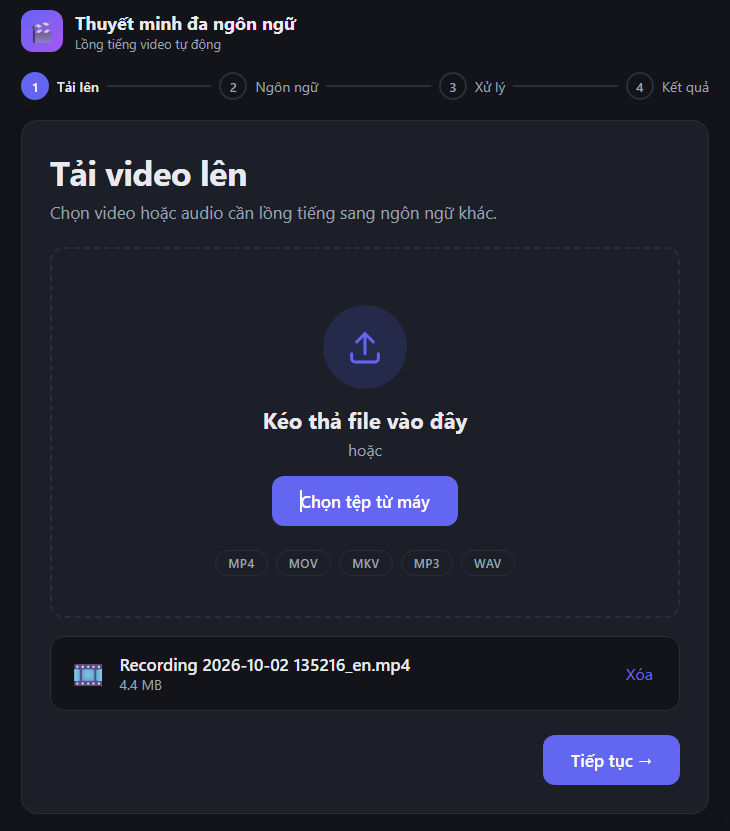 Thuyết minh đa ngôn ngữ
Lồng tiếng video tự động
1 Tải lên 2 Ngôn ngữ 3 Xử lý 4 Kết quả
Tải video lên
Chọn video hoặc audio cần lồng tiếng sang ngôn ngữ khác.
Kéo thả file vào đây
hoặc
Chọn tệp từ máy
MP4 MOV MKV MP3 WAV
Recording 2026-10-02 135216_en.mp4
4.4 MB
Xóa
Tiếp tục →